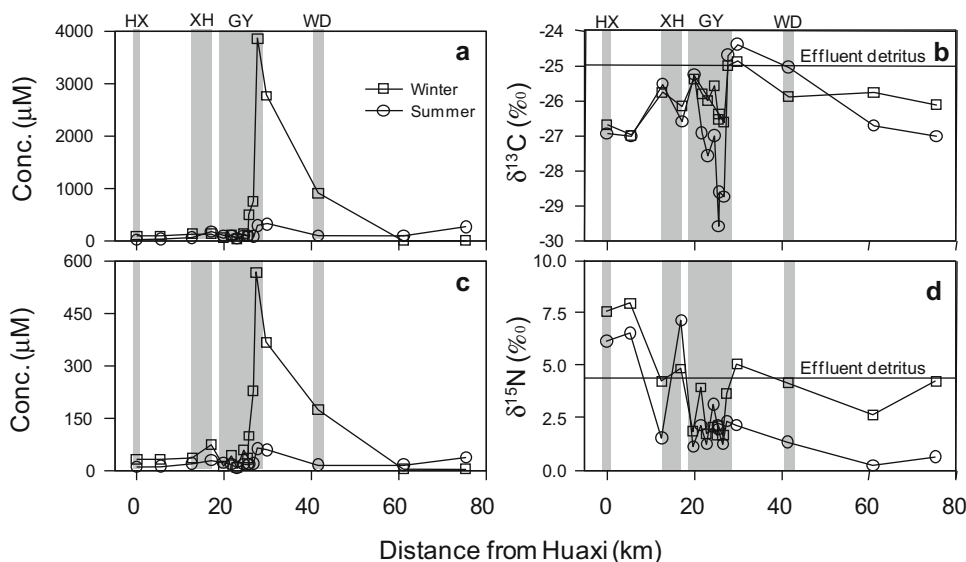 HX XH GY WD
HX XH GY WD
4000
3000
2000
1000
0
Conc. (µM)
a
Winter
Summer
-23
-24
-25
-26
-27
-28
-29
-30
δ13C (‰)
b
Effluent detritus
600
450
300
150
0
Conc. (µM)
c
10.0
7.5
5.0
2.5
0.0
δ15N (‰)
d
Effluent detritus
0 20 40 60 80
0 20 40 60 80
Distance from Huaxi (km)